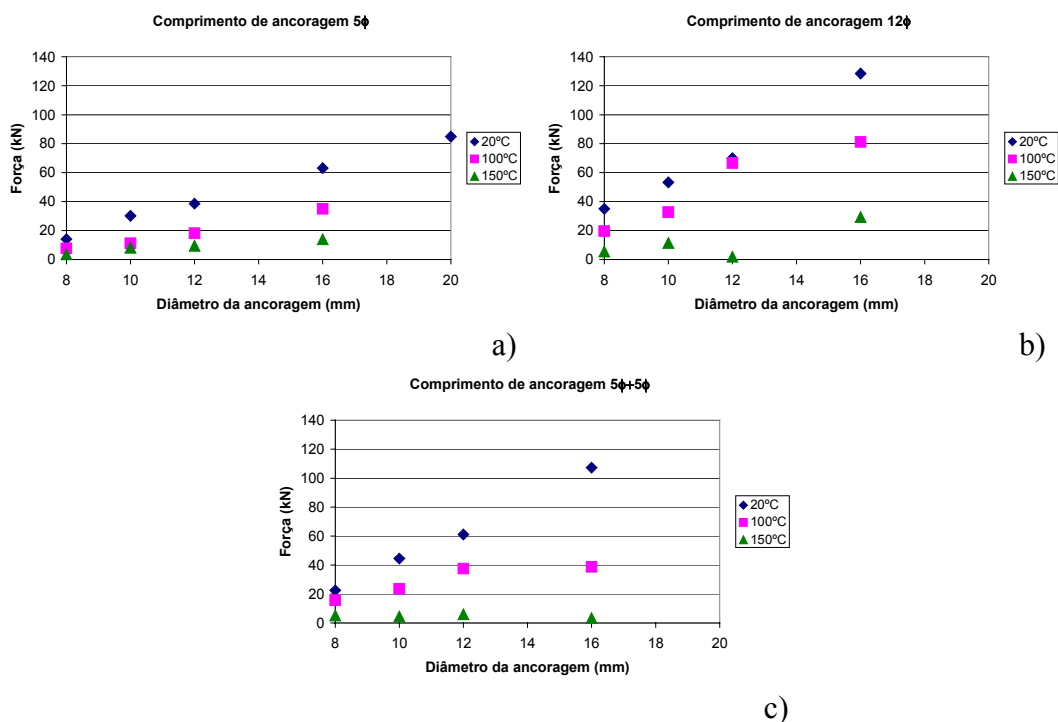 Comprimento de ancoragem 5ϕ
Força (kN)
140
120
100
80
60
40
20
0
8 10 12 14 16 18 20
Diâmetro da ancoragem (mm)
20ºC
100ºC
150ºC
a)
Comprimento de ancoragem 12ϕ
Força (kN)
140
120
100
80
60
40
20
0
8 10 12 14 16 18 20
Diâmetro da ancoragem (mm)
20ºC
100ºC
150ºC
b)
Comprimento de ancoragem 5ϕ+5ϕ
Força (kN)
140
120
100
80
60
40
20
0
8 10 12 14 16 18 20
Diâmetro da ancoragem (mm)
20ºC
100ºC
150ºC
c)